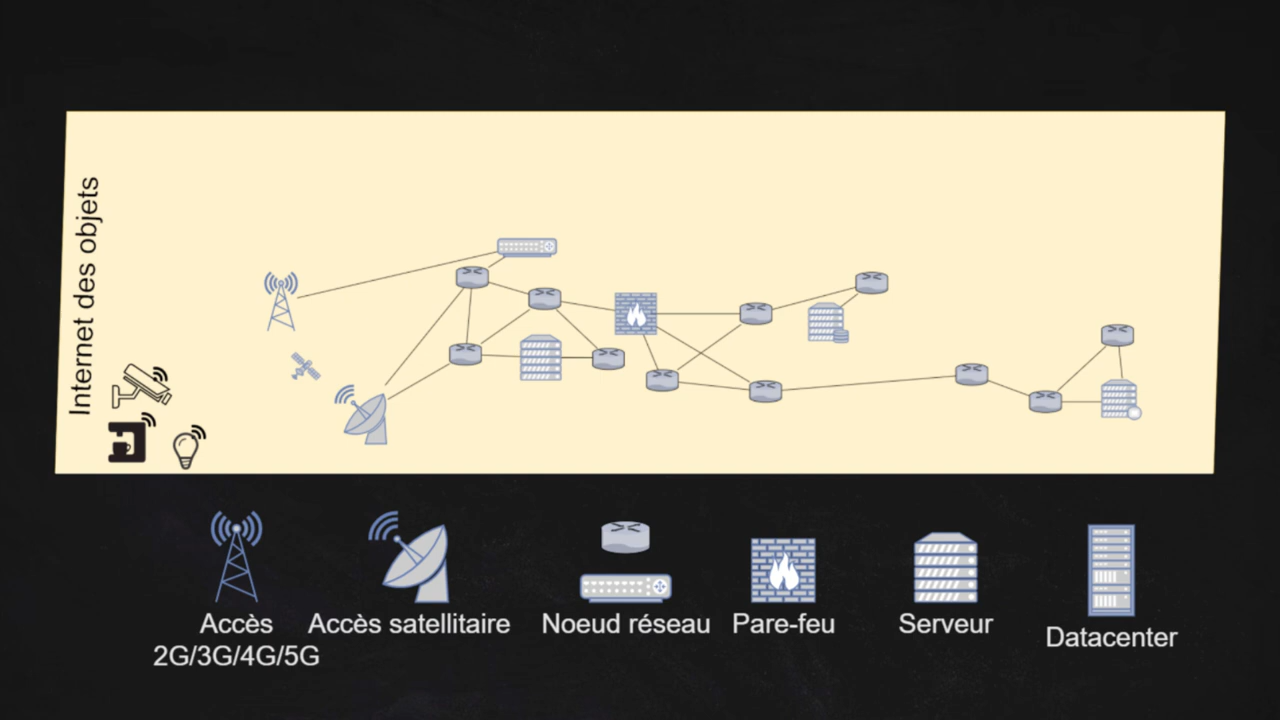 Internet des objets
Accès
2G/3G/4G/5G
Accès satellitaire
Noeud réseau
Pare-feu
Serveur
Datacenter